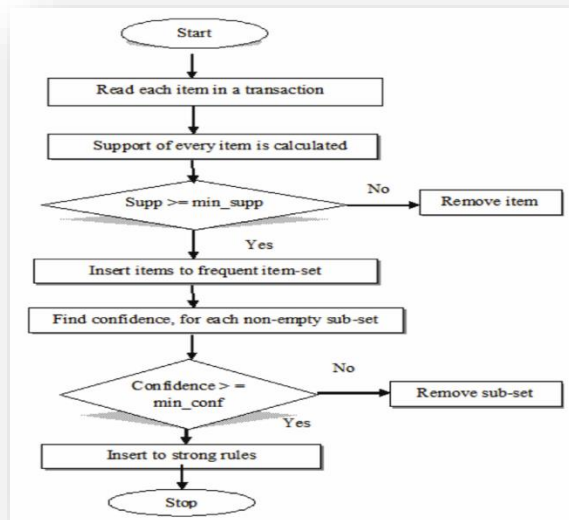 Start
Read each item in a transaction
Support of every item is calculated
Supp >= min_supp
No
Remove item
Yes
Insert items to frequent item-set
Find confidence, for each non-empty sub-set
Confidence > =
min_conf
No
Remove sub-set
Yes
Insert to strong rules
Stop